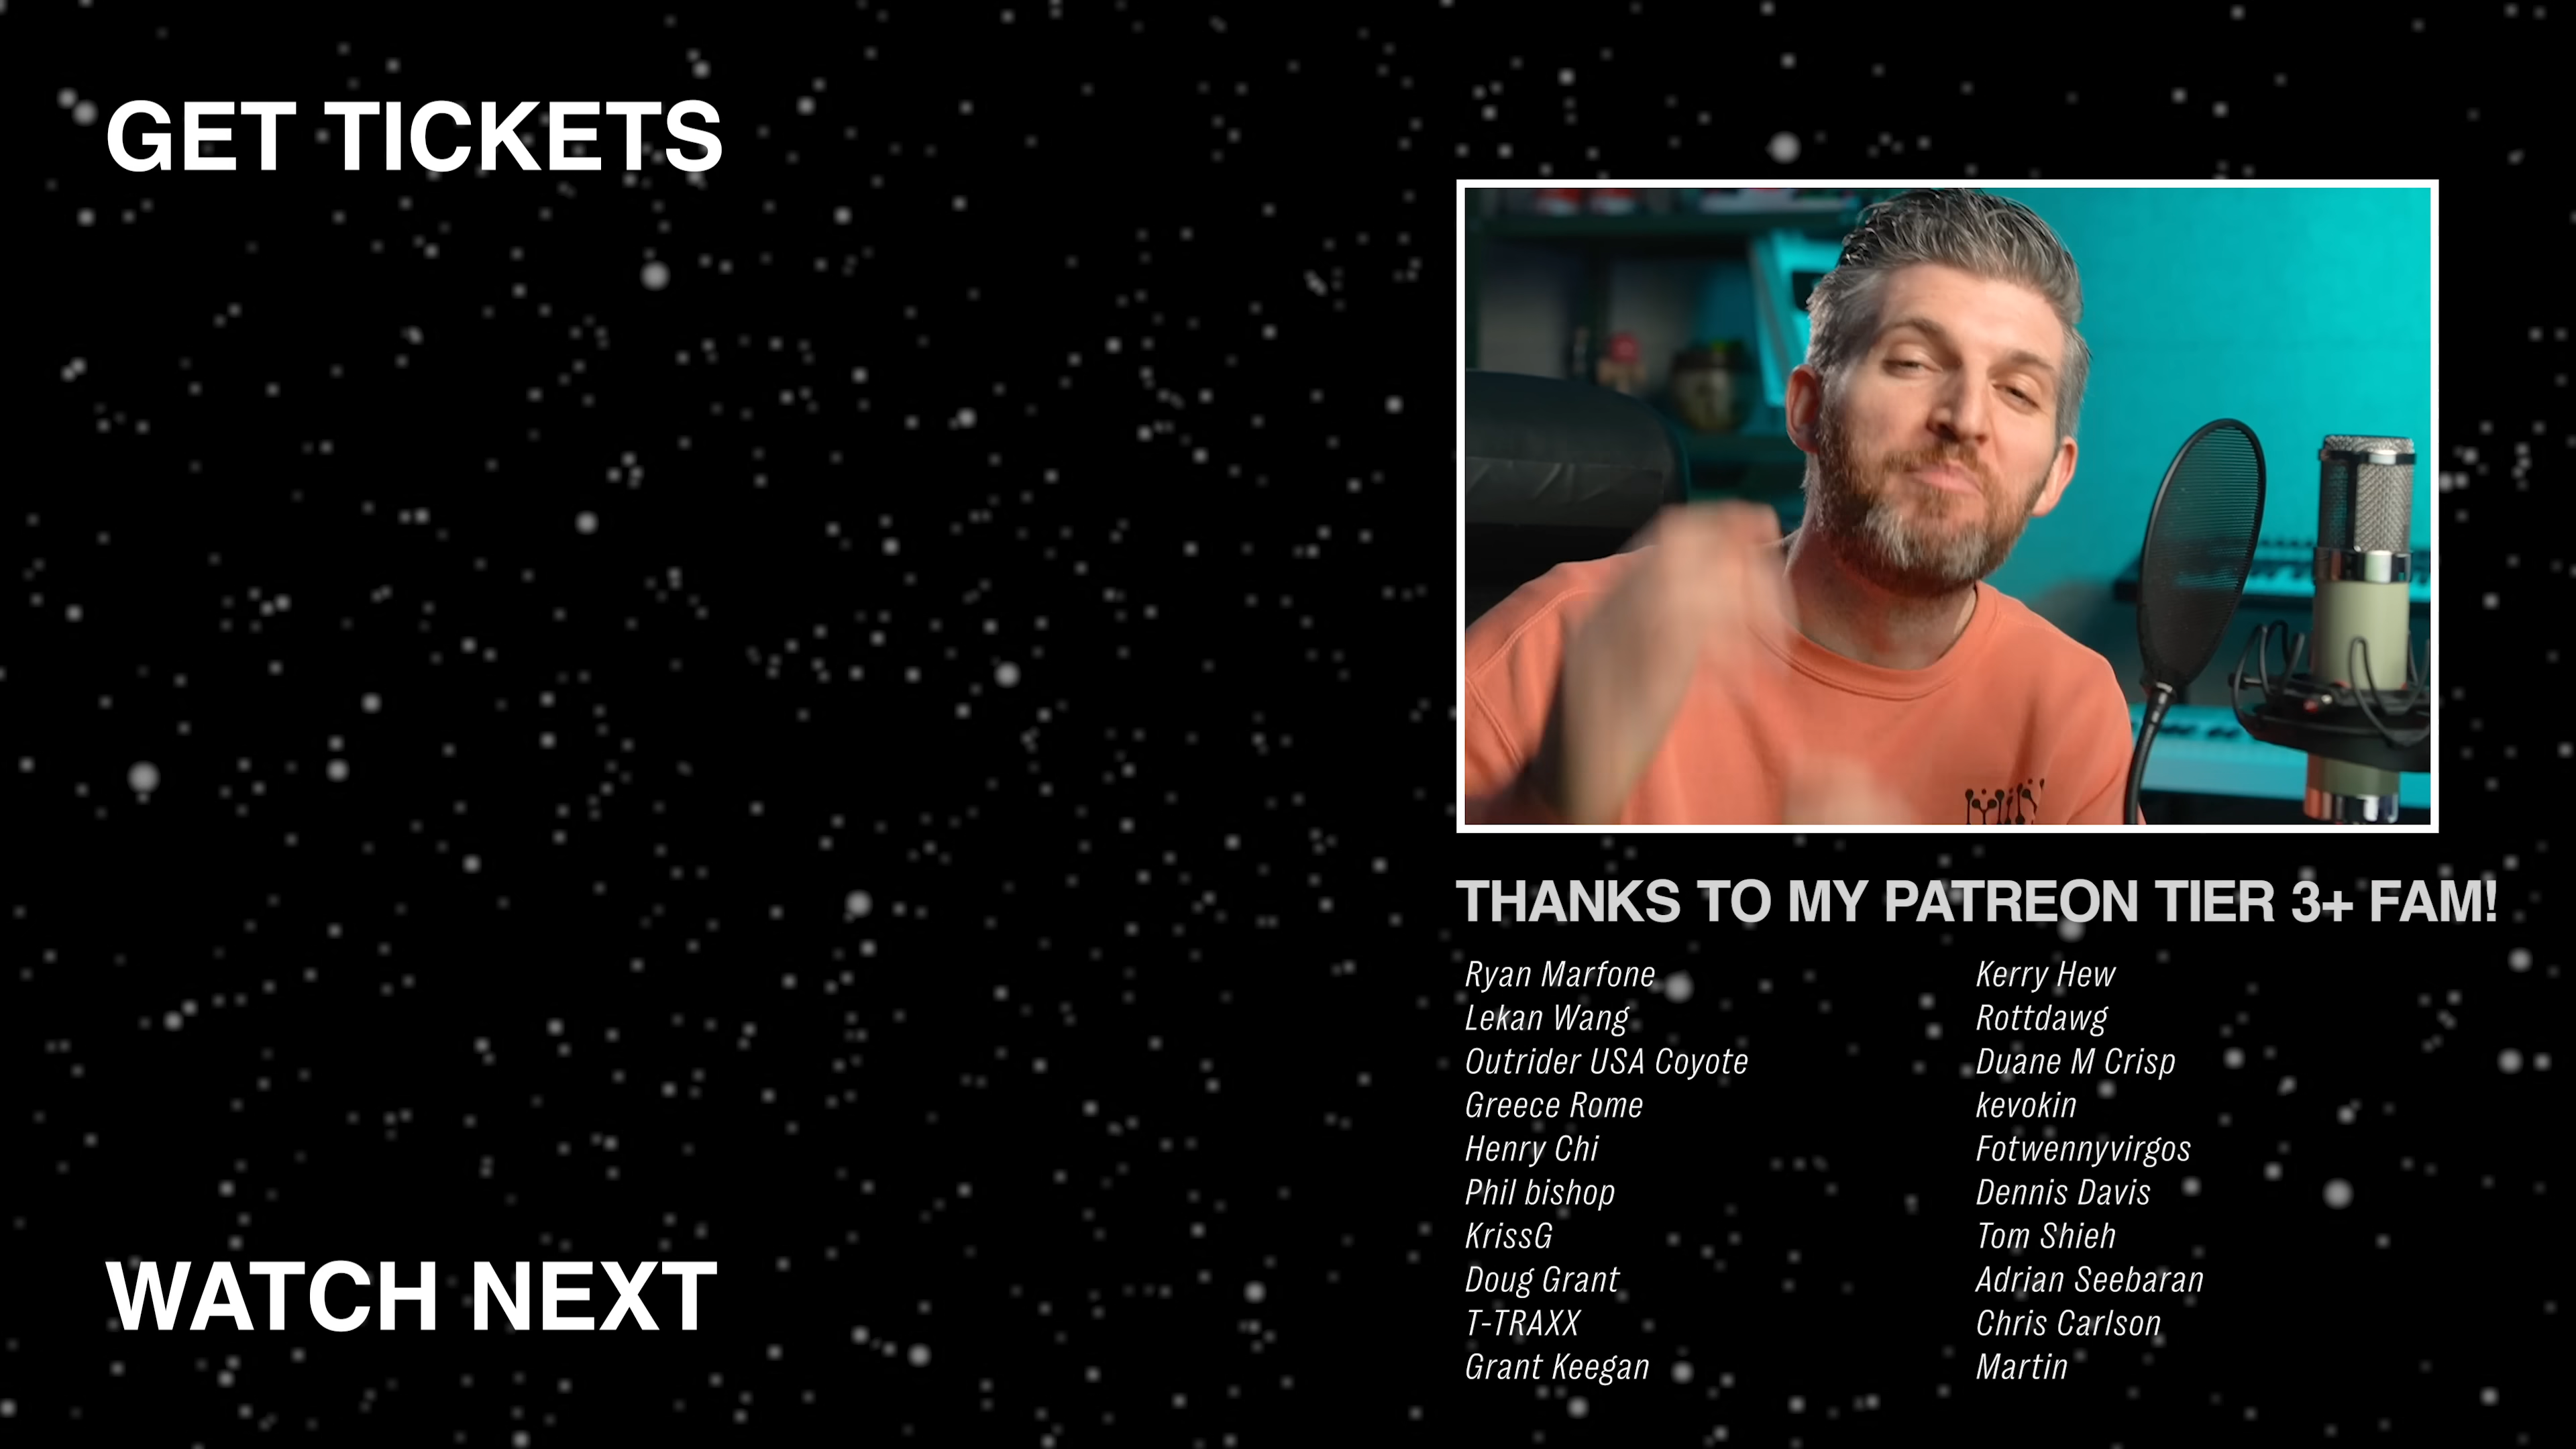 GET TICKETS
THANKS TO MY PATREON TIER 3+ FAM!
Ryan Marfone
Lekan Wang
Outrider USA Coyote
Greece Rome
Henry Chi
Phil bishop
KrissG
Doug Grant
T-TRAXX
Grant Keegan
Kerry Hew
Rottdawg
Duane M Crisp
kevokin
Fotwennyvirgos
Dennis Davis
Tom Shieh
Adrian Seebaran
Chris Carlson
Martin
WATCH NEXT